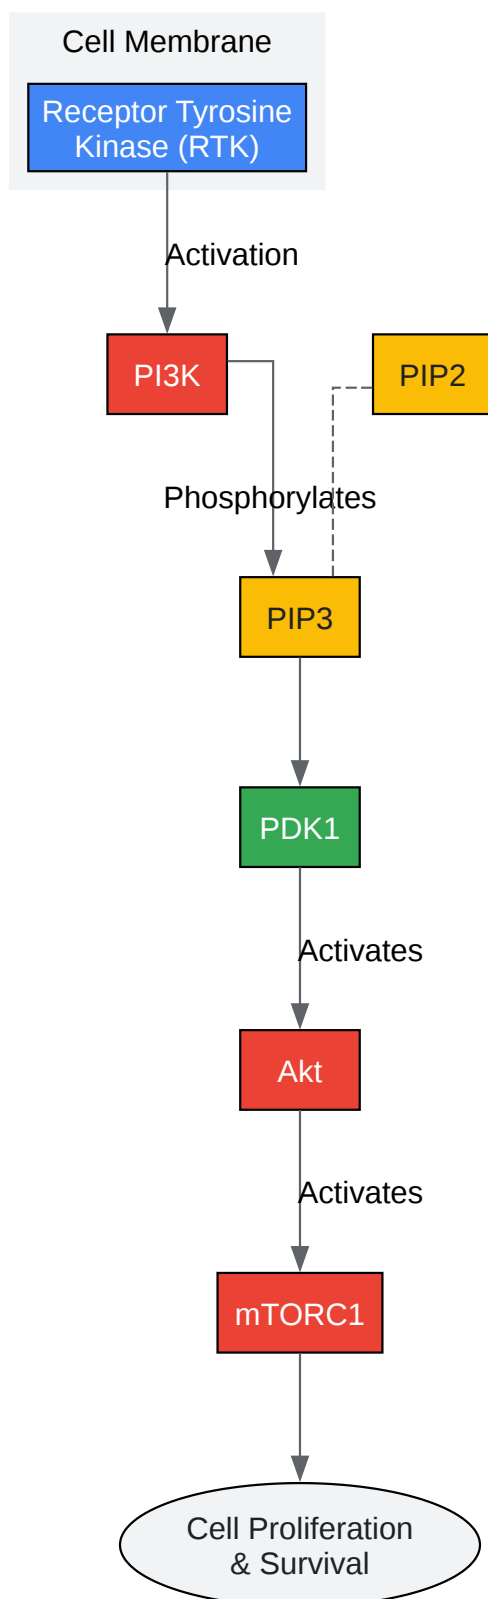 Cell Membrane
Receptor Tyrosine
Kinase (RTK)
Activation
PI3K
PIP2
Phosphorylates
PIP3
PDK1
Activates
Akt
Activates
mTORC1
Cell Proliferation
& Survival